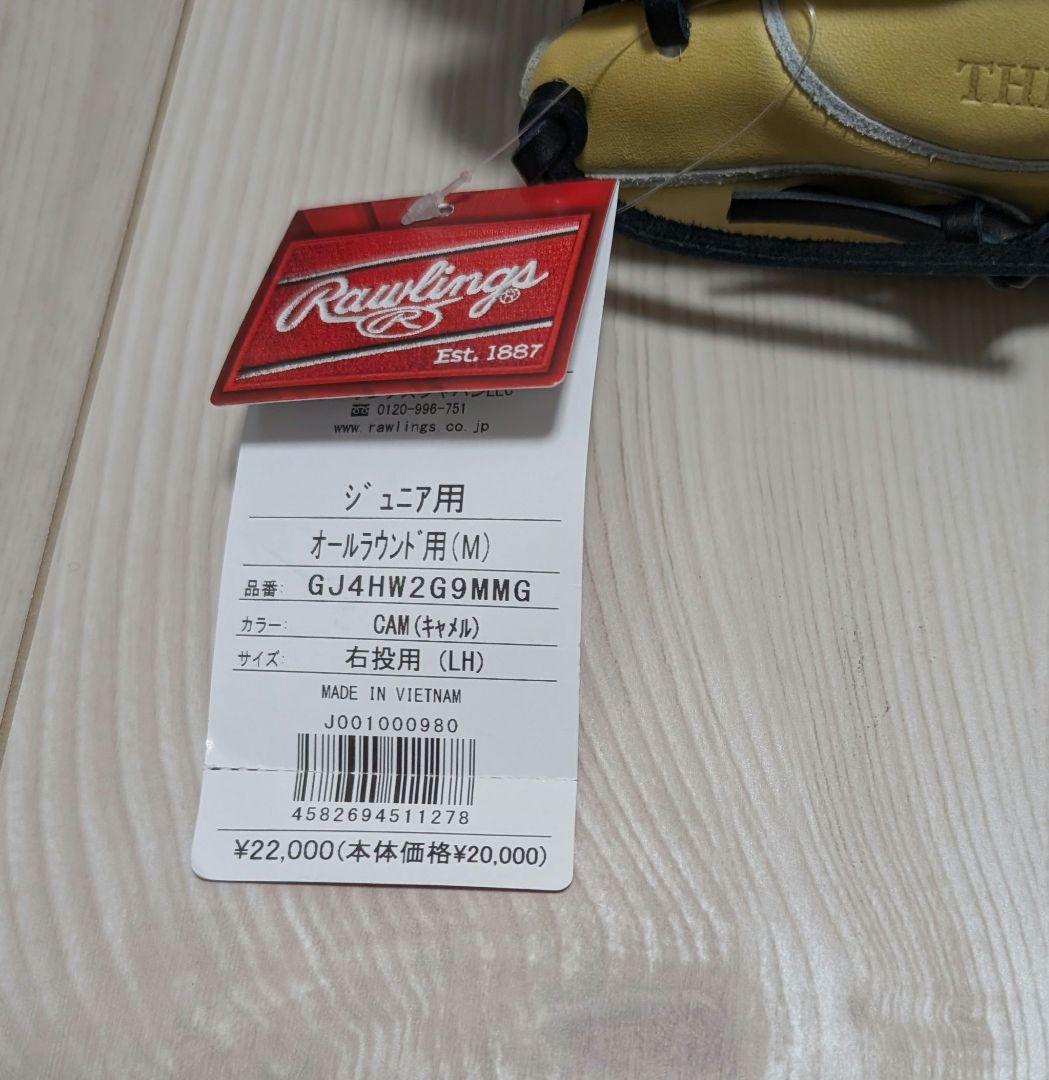 THE
Rawlings
R
Est. 1887
0120-996-751
www.rawlings.co.jp
ジュニア用
オールラウンド用(M)
品番: GJ4HW2G9MMG
カラー: CAM(キャメル)
サイズ: 右投用 (LH)
MADE IN VIETNAM
J001000980
4582694511278
¥22,000(本体価格¥20,000)